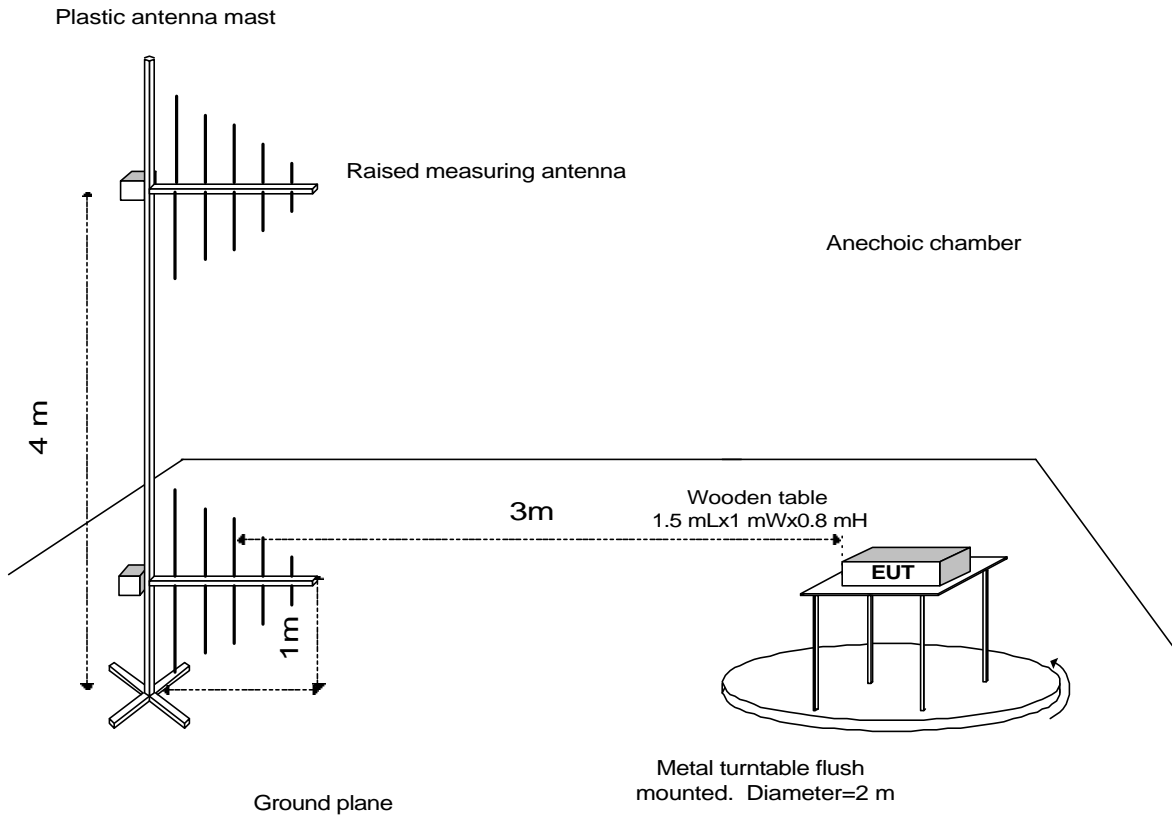 Plastic antenna mast
Raised measuring antenna
Anechoic chamber
4 m
Wooden table
3m
1.5 mLx1 mWx0.8 mH
EUT
1m
Metal turntable flush
mounted. Diameter=2 m
Ground plane